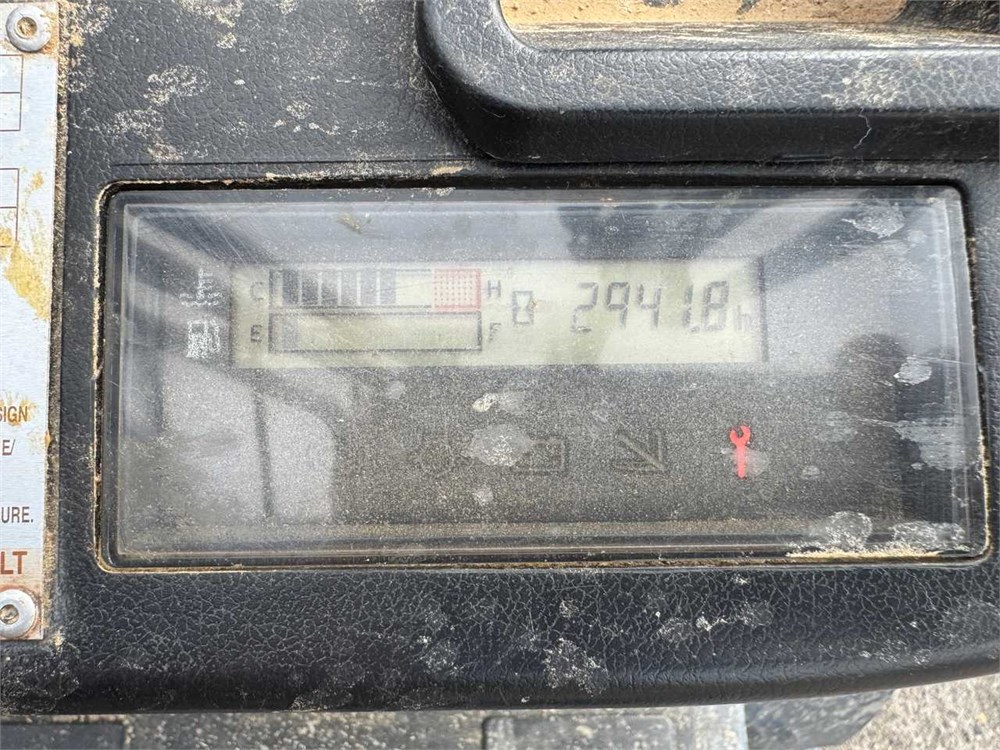 C H 2941.8h
E F
SIGN
E/
URE.
LT